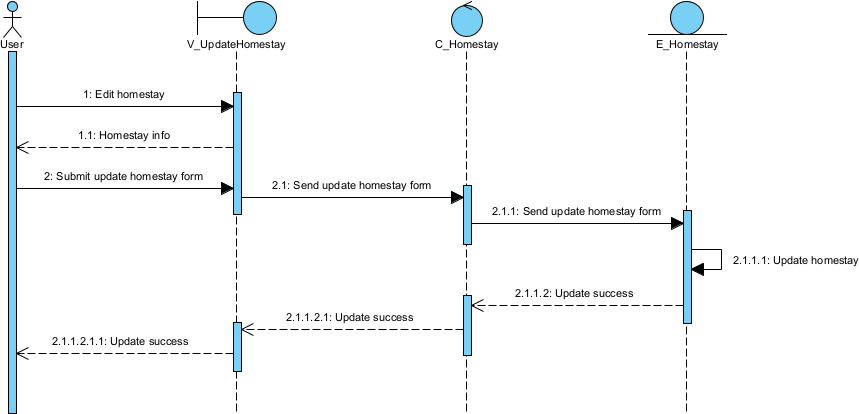 User
V_UpdateHomestay
C_Homestay
E_Homestay
1: Edit homestay
1.1: Homestay info
2: Submit update homestay form
2.1: Send update homestay form
2.1.1: Send update homestay form
2.1.1.1: Update homestay
2.1.1.2: Update success
2.1.1.2.1: Update success
2.1.1.2.1.1: Update success